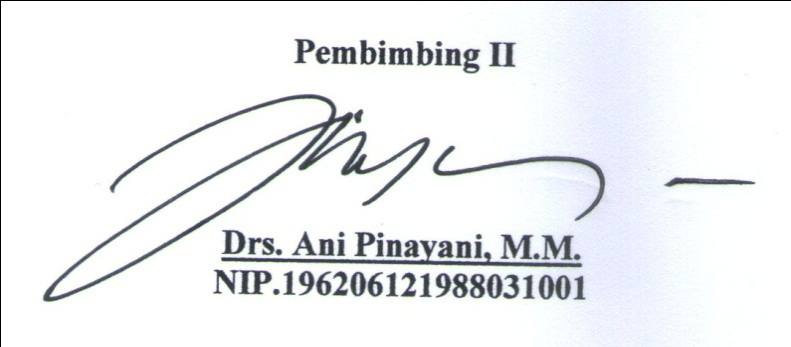 Pembimbing II
Drs. Ani Pinayani, M.M.
NIP.196206121988031001